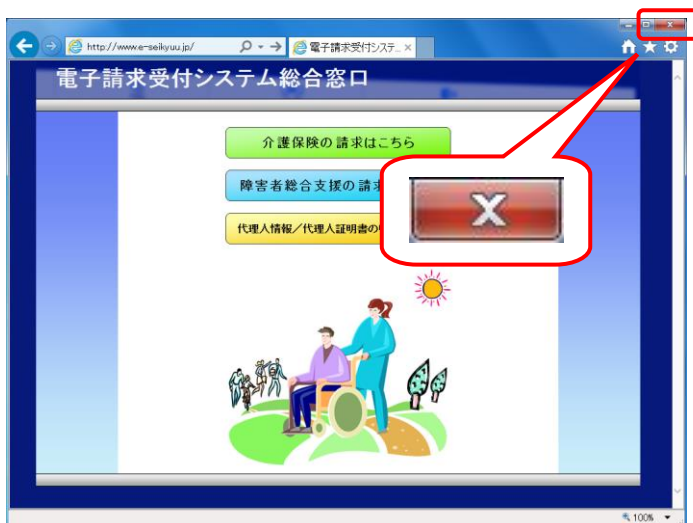 http://www.e-seikyuu.jp/
電子請求受付システ...
電子請求受付システム総合窓口
介護保険の請求はこちら
障害者総合支援の請求
代理人情報/代理人証明書の
X
100%